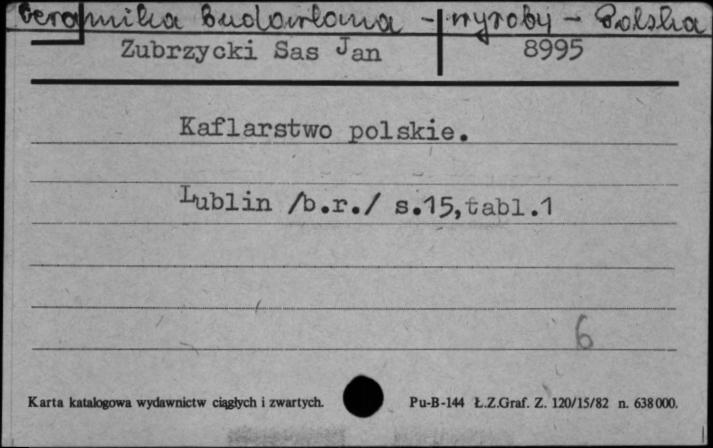 Ceramika budowlana - wyroby - Polska
Zubrzycki Sas Jan 8995
Kaflarstwo polskie.
Lublin /b.r./ s.15,tabl.1
6
Karta katalogowa wydawnictw ciągłych i zwartych. Pu-B-144 Ł.Z.Graf. Z. 120/15/82 n. 638000.